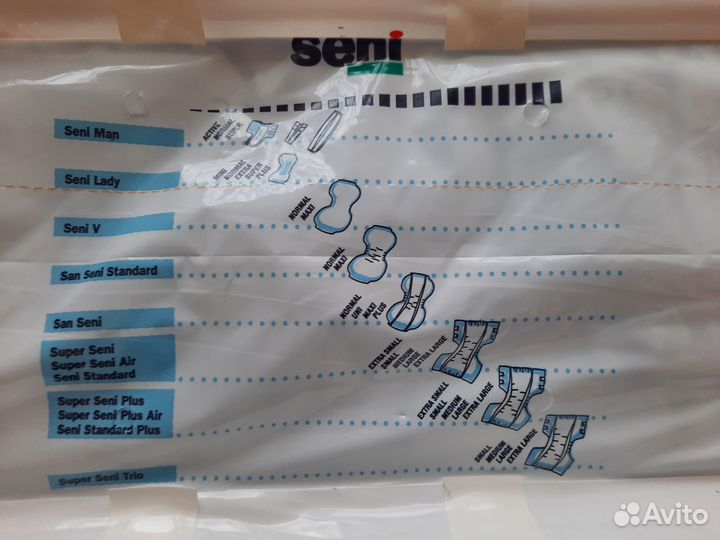 seni
Seni Man
ACTIVE
NORMAL
SUPER
Seni Lady
MINI
NORMAL
EXTRA
SUPER
PLUS
Seni V
NORMAL
MAXI
San Seni Standard
NORMAL
MAXI
San Seni
NORMAL
UNI
MAXI
PLUS
Super Seni
Super Seni Air
Seni Standard
EXTRA SMALL
SMALL
MEDIUM
LARGE
EXTRA LARGE
Super Seni Plus
Super Seni Plus Air
Seni Standard Plus
EXTRA SMALL
SMALL
MEDIUM
LARGE
EXTRA LARGE
Super Seni Trio
SMALL
MEDIUM
LARGE
EXTRA LARGE
Avito